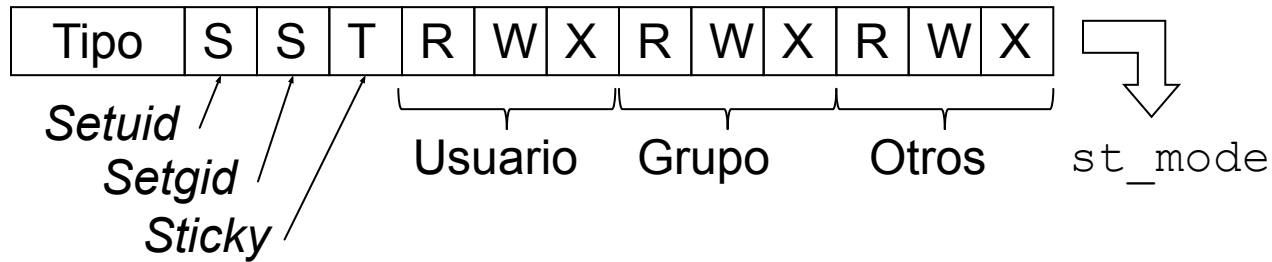 Tipo S S T R W X R W X R W X
Setuid
Setgid
Sticky
Usuario Grupo Otros
st_mode